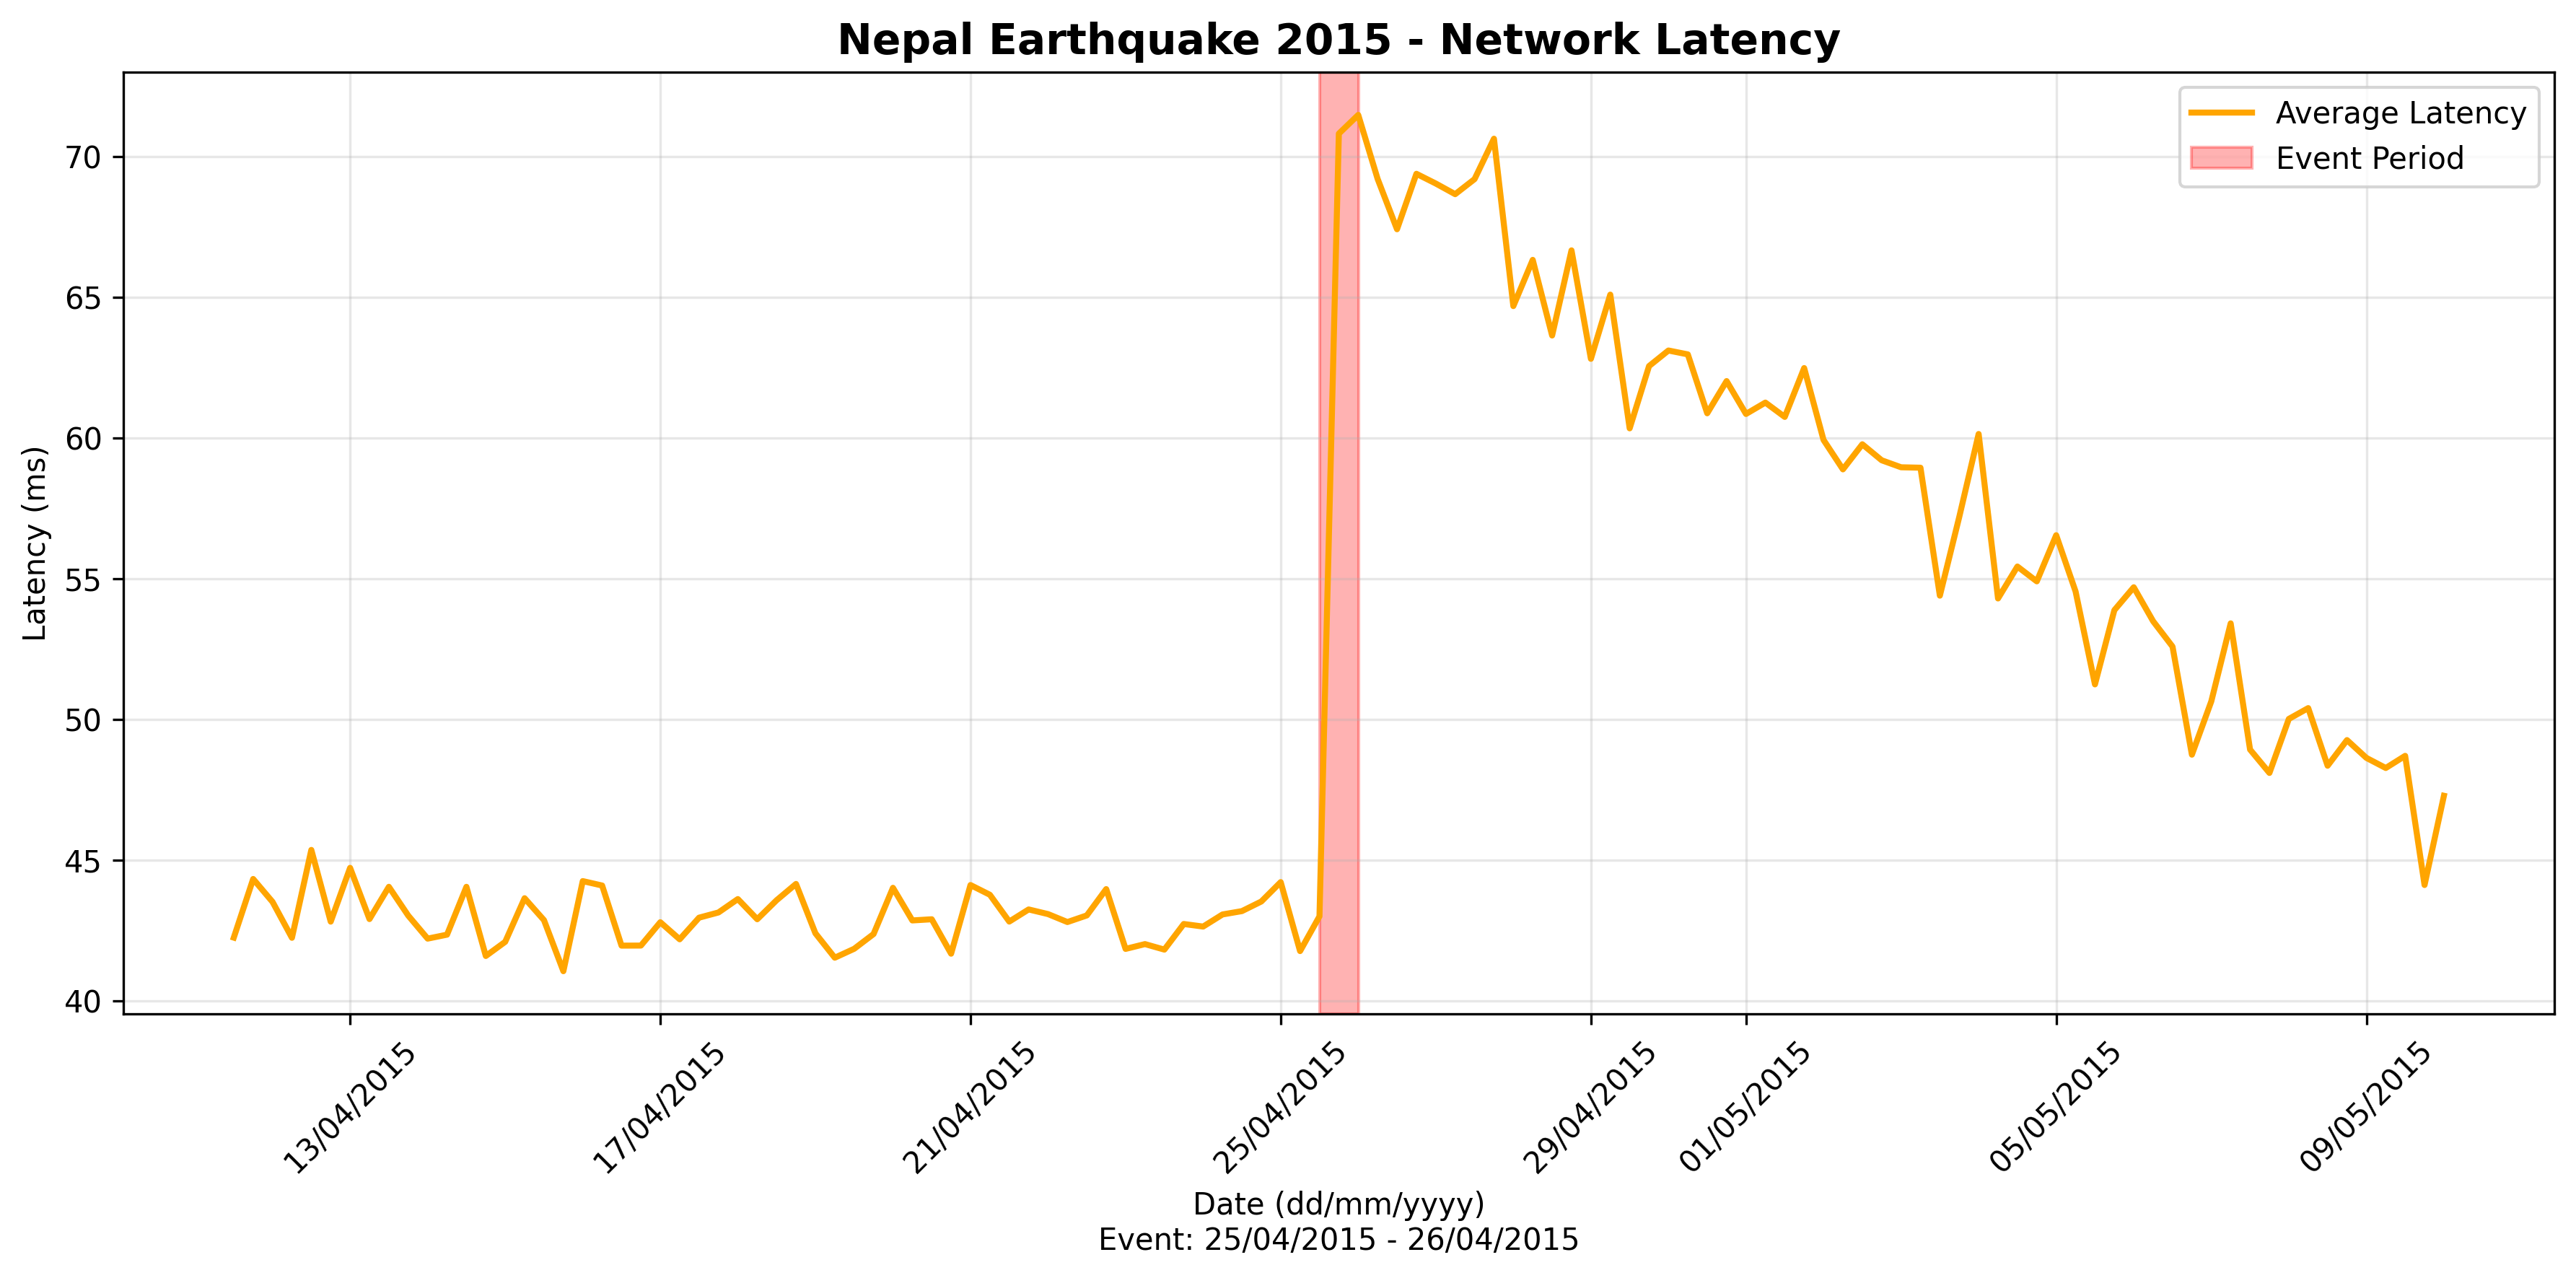 Nepal Earthquake 2015 - Network Latency
Average Latency
Event Period
Latency (ms)
70
65
60
55
50
45
40
13/04/2015
17/04/2015
21/04/2015
25/04/2015
29/04/2015
01/05/2015
05/05/2015
09/05/2015
Date (dd/mm/yyyy)
Event: 25/04/2015 - 26/04/2015